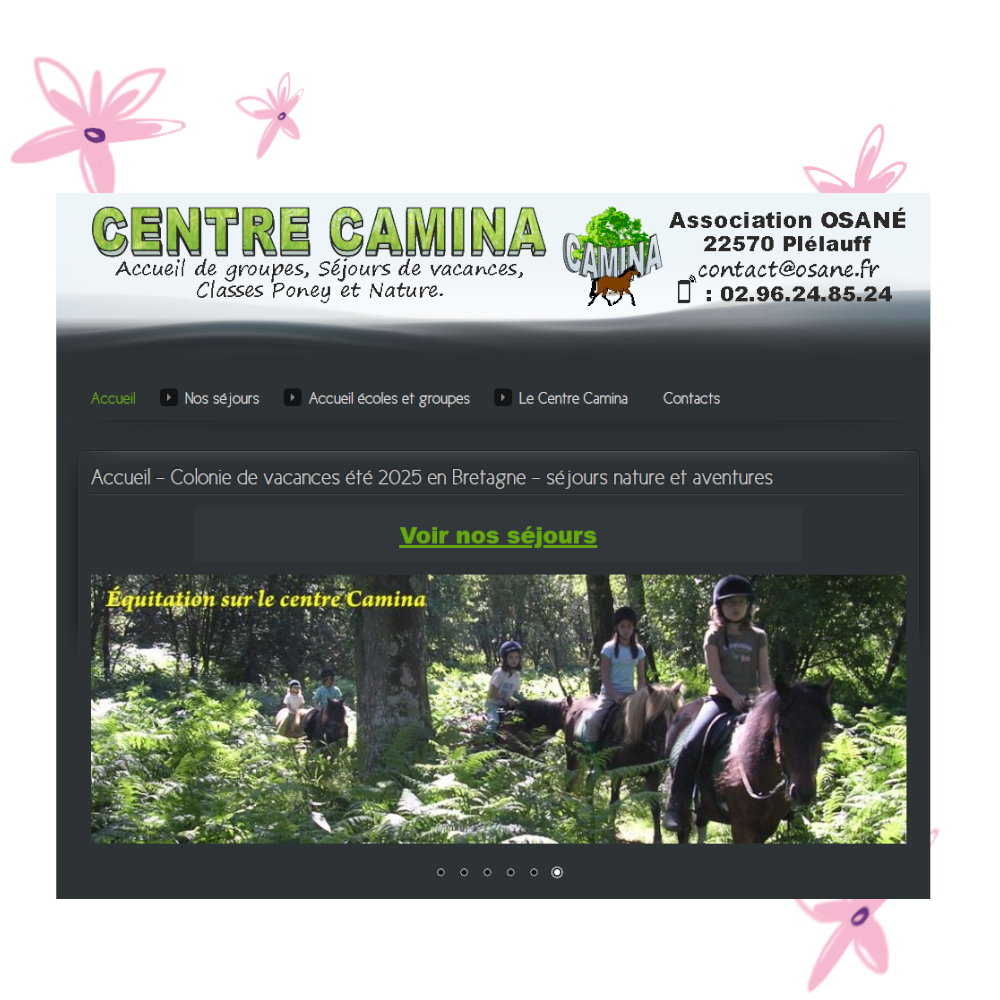 CENTRE CAMINA
Accueil de groupes, Séjours de vacances,
Classes Poney et Nature.
CAMINA
Association OSANÉ
22570 Plélauff
contact@osane.fr
: 02.96.24.85.24
Accueil
Nos séjours
Accueil écoles et groupes
Le Centre Camina
Contacts
Accueil – Colonie de vacances été 2025 en Bretagne – séjours nature et aventures
Voir nos séjours
Équitation sur le centre Camina